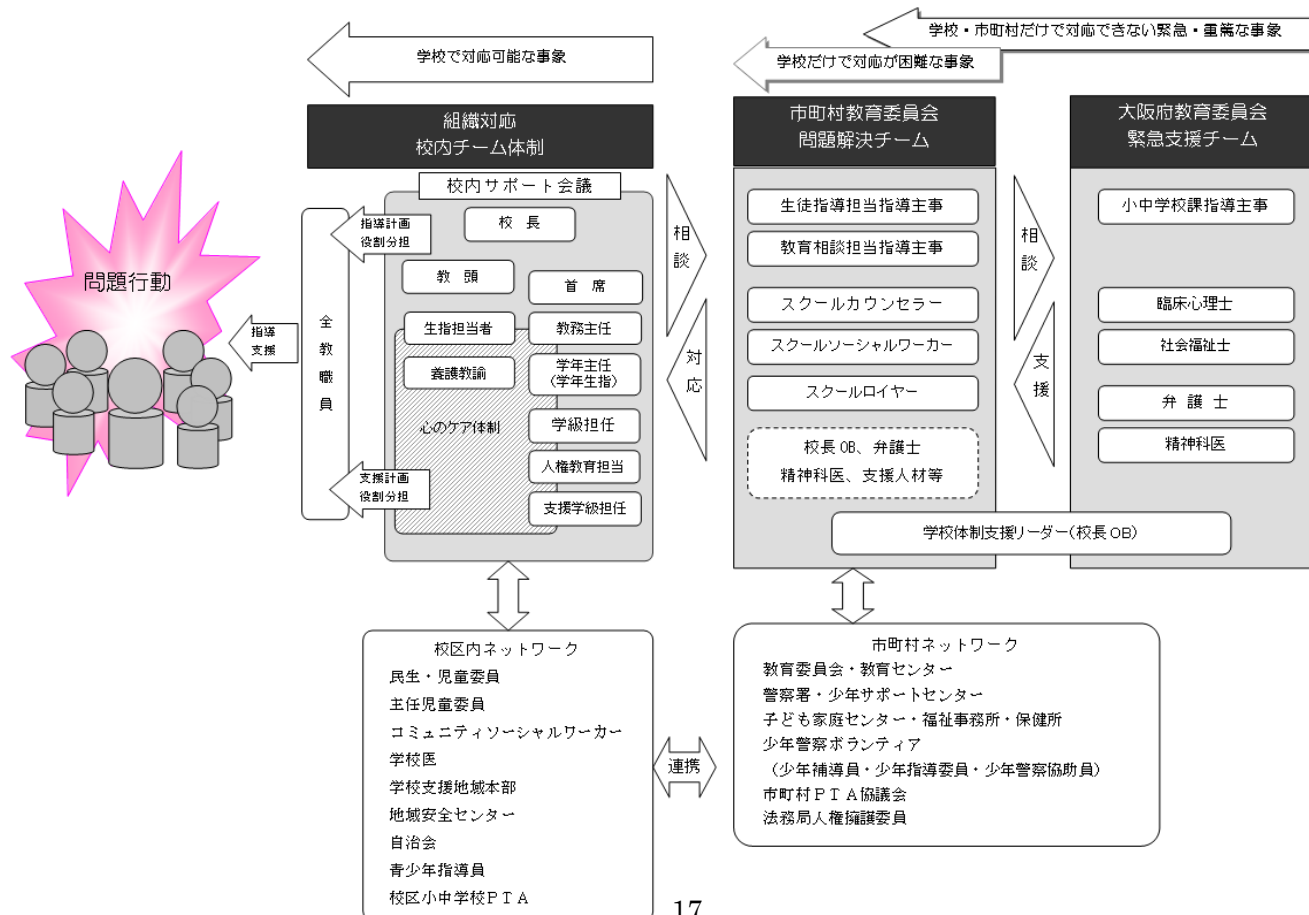 学校・市町村だけで対応できない緊急・重篤な事象
学校で対応可能な事象
学校だけで対応が困難な事象
組織対応
校内チーム体制
市町村教育委員会
問題解決チーム
大阪府教育委員会
緊急支援チーム
問題行動
指導
支援
全教職員
指導計画
役割分担
支援計画
役割分担
校内サポート会議
校 長
教 頭
首 席
生指担当者
教務主任
養護教諭
学年主任
(学年生指)
心のケア体制
学級担任
人権教育担当
支援学級担任
相談
対応
生徒指導担当指導主事
教育相談担当指導主事
スクールカウンセラー
スクールソーシャルワーカー
スクールロイヤー
校長OB、弁護士
精神科医、支援人材等
相談
支援
小中学校課指導主事
臨床心理士
社会福祉士
弁 護 士
精神科医
学校体制支援リーダー(校長OB)
校区内ネットワーク
民生・児童委員
主任児童委員
コミュニティソーシャルワーカー
学校医
学校支援地域本部
地域安全センター
自治会
青少年指導員
校区小中学校PTA
連携
市町村ネットワーク
教育委員会・教育センター
警察署・少年サポートセンター
子ども家庭センター・福祉事務所・保健所
少年警察ボランティア
(少年補導員・少年指導委員・少年警察協助員)
市町村PTA協議会
法務局人権擁護委員
17